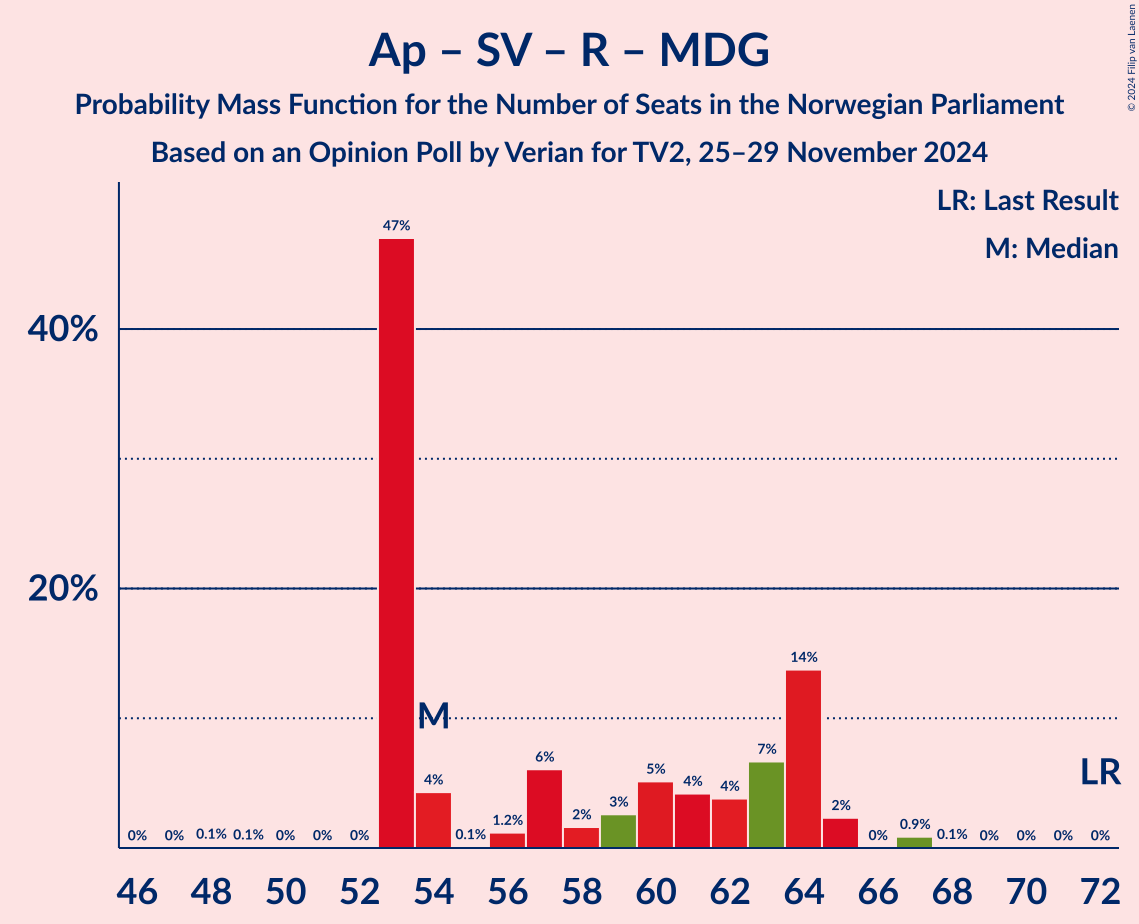 Ap – SV – R – MDG
Probability Mass Function for the Number of Seats in the Norwegian Parliament
Based on an Opinion Poll by Verian for TV2, 25–29 November 2024
© 2024 Filip van Laenen
LR: Last Result
M: Median
40%
20%
0% 0% 0.1% 0.1% 0% 0% 0% 47% 4% 0.1% 1.2% 6% 2% 3% 5% 4% 4% 7% 14% 2% 0% 0.9% 0.1% 0% 0% 0% 0%
M
LR
46 48 50 52 54 56 58 60 62 64 66 68 70 72